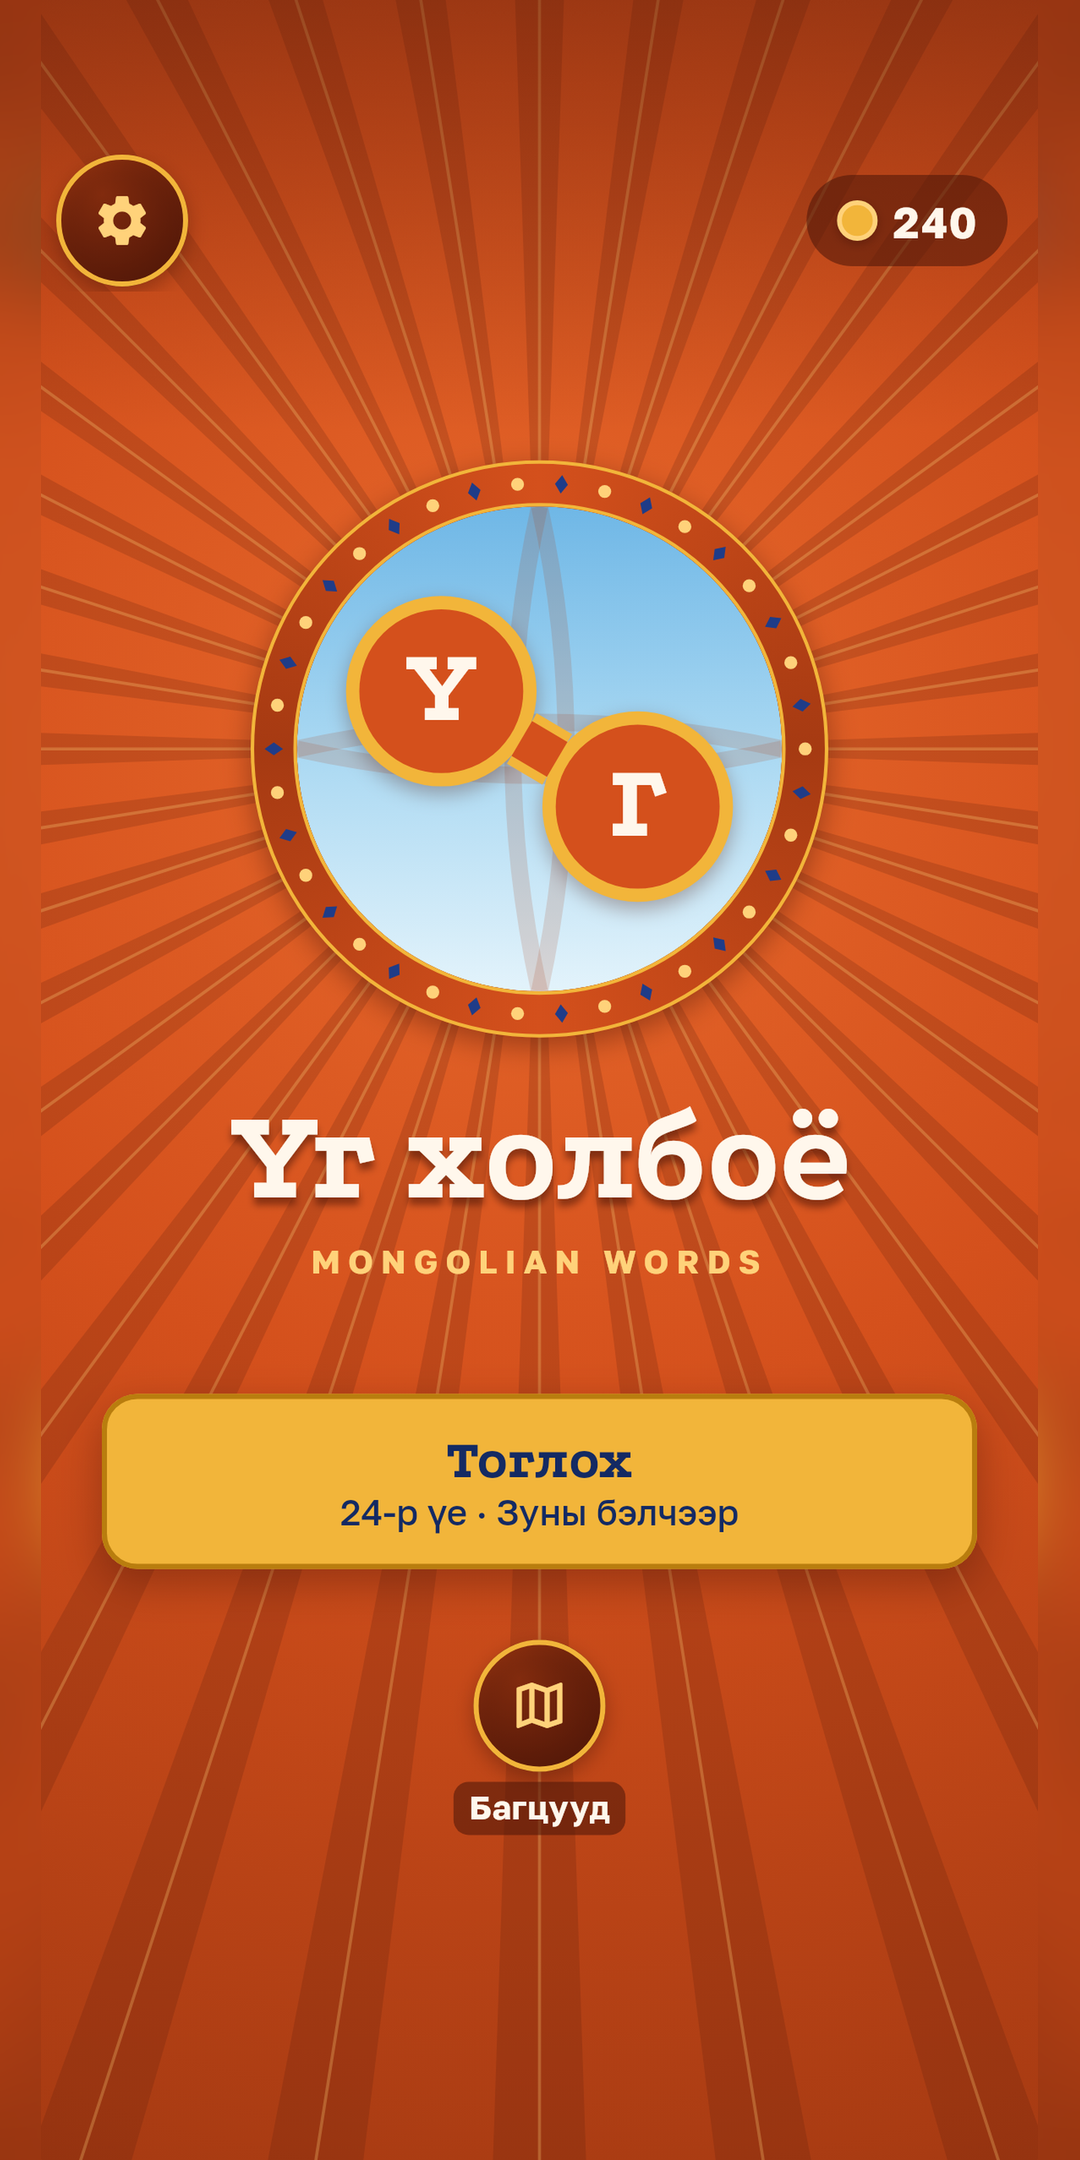 240
Ү
Г
Үг холбоё
MONGOLIAN WORDS
Тоглох
24-р үе · Зуны бэлчээр
Багцууд